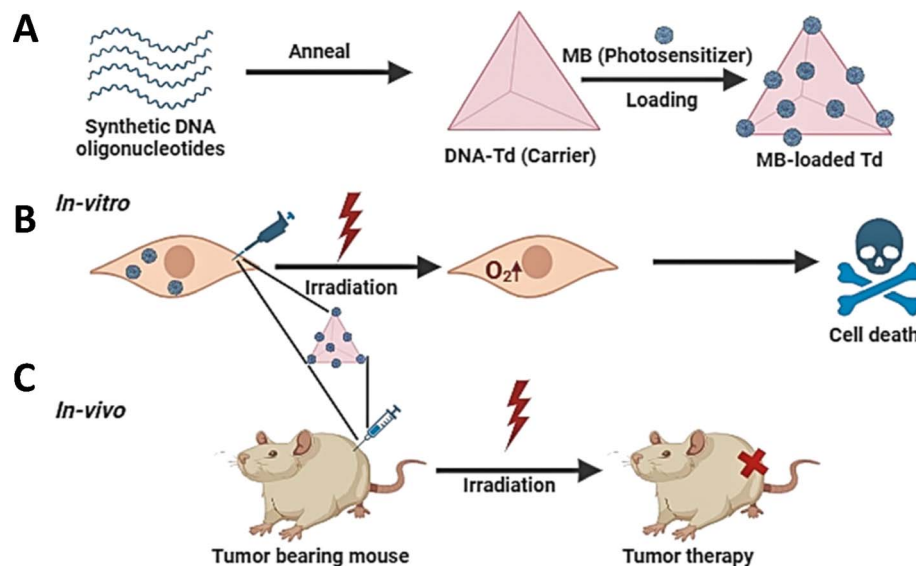 A
Anneal
MB (Photosensitizer)
Loading
Synthetic DNA
oligonucleotides
DNA-Td (Carrier)
MB-loaded Td
B
In-vitro
Irradiation
O₂↑
Cell death
C
In-vivo
Irradiation
Tumor bearing mouse
Tumor therapy